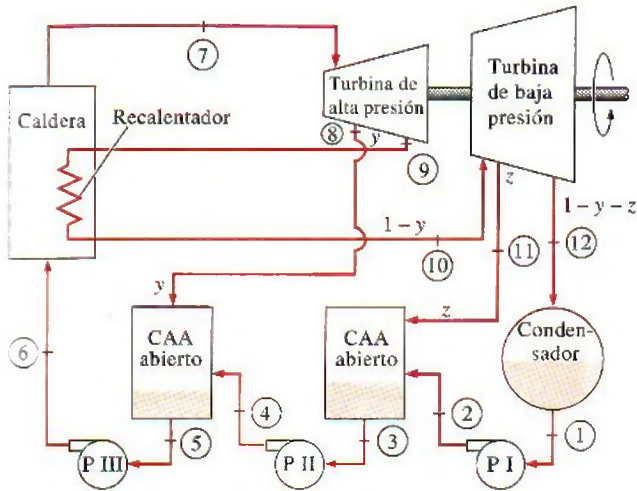 7
Turbina de
alta presión
Turbina
de baja
presión
Caldera
Recalentador
8
y
9
z
1 – y
10
11
1 – y – z
12
y
z
CAA
abierto
CAA
abierto
Conden-
sador
6
4
2
5
3
1
P III
P II
P I